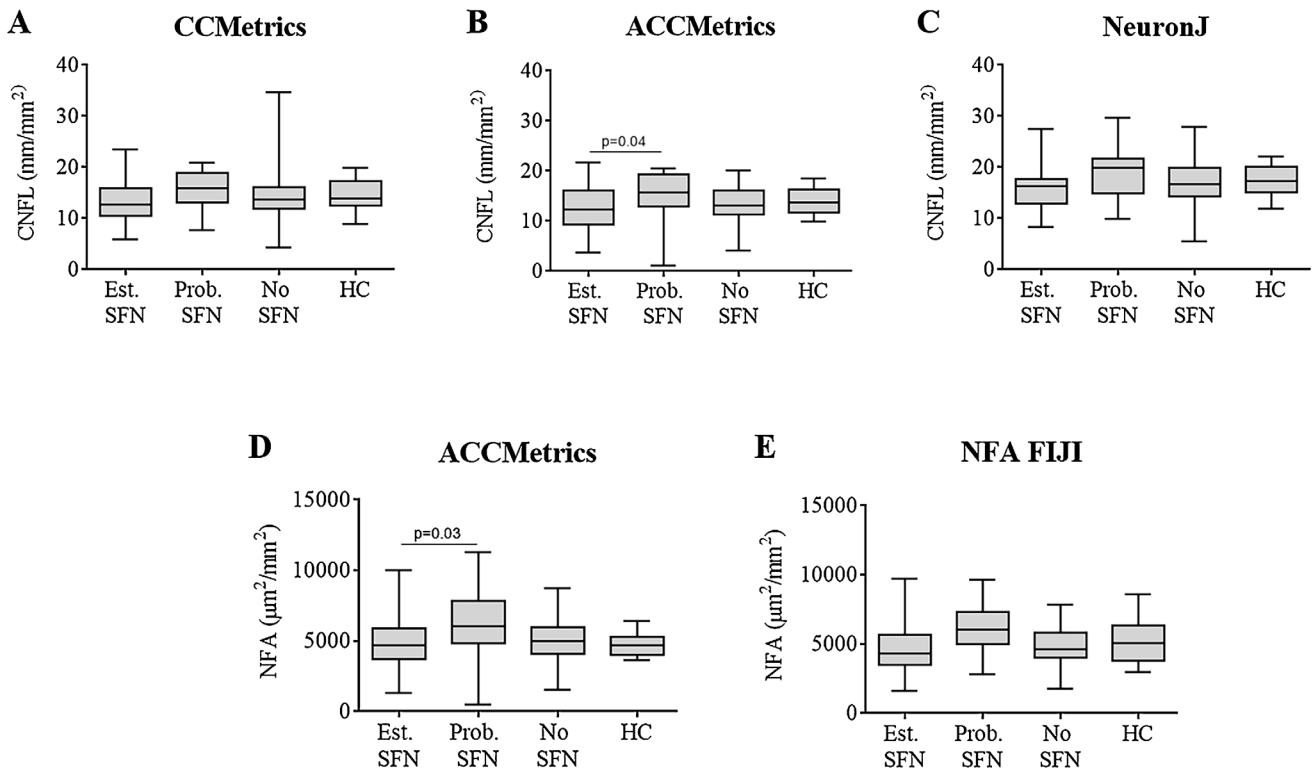 A
CCMetrics
CNFL (mm/mm²)
40
30
20
10
0
Est.
SFN
Prob.
SFN
No
SFN
HC
B
ACCMetrics
CNFL (mm/mm²)
40
30
20
10
0
p=0.04
Est.
SFN
Prob.
SFN
No
SFN
HC
C
NeuronJ
CNFL (mm/mm²)
40
30
20
10
0
Est.
SFN
Prob.
SFN
No
SFN
HC
D
ACCMetrics
NFA (μm²/mm²)
15000
10000
5000
0
p=0.03
Est.
SFN
Prob.
SFN
No
SFN
HC
E
NFA FIJI
NFA (μm²/mm²)
15000
10000
5000
0
Est.
SFN
Prob.
SFN
No
SFN
HC